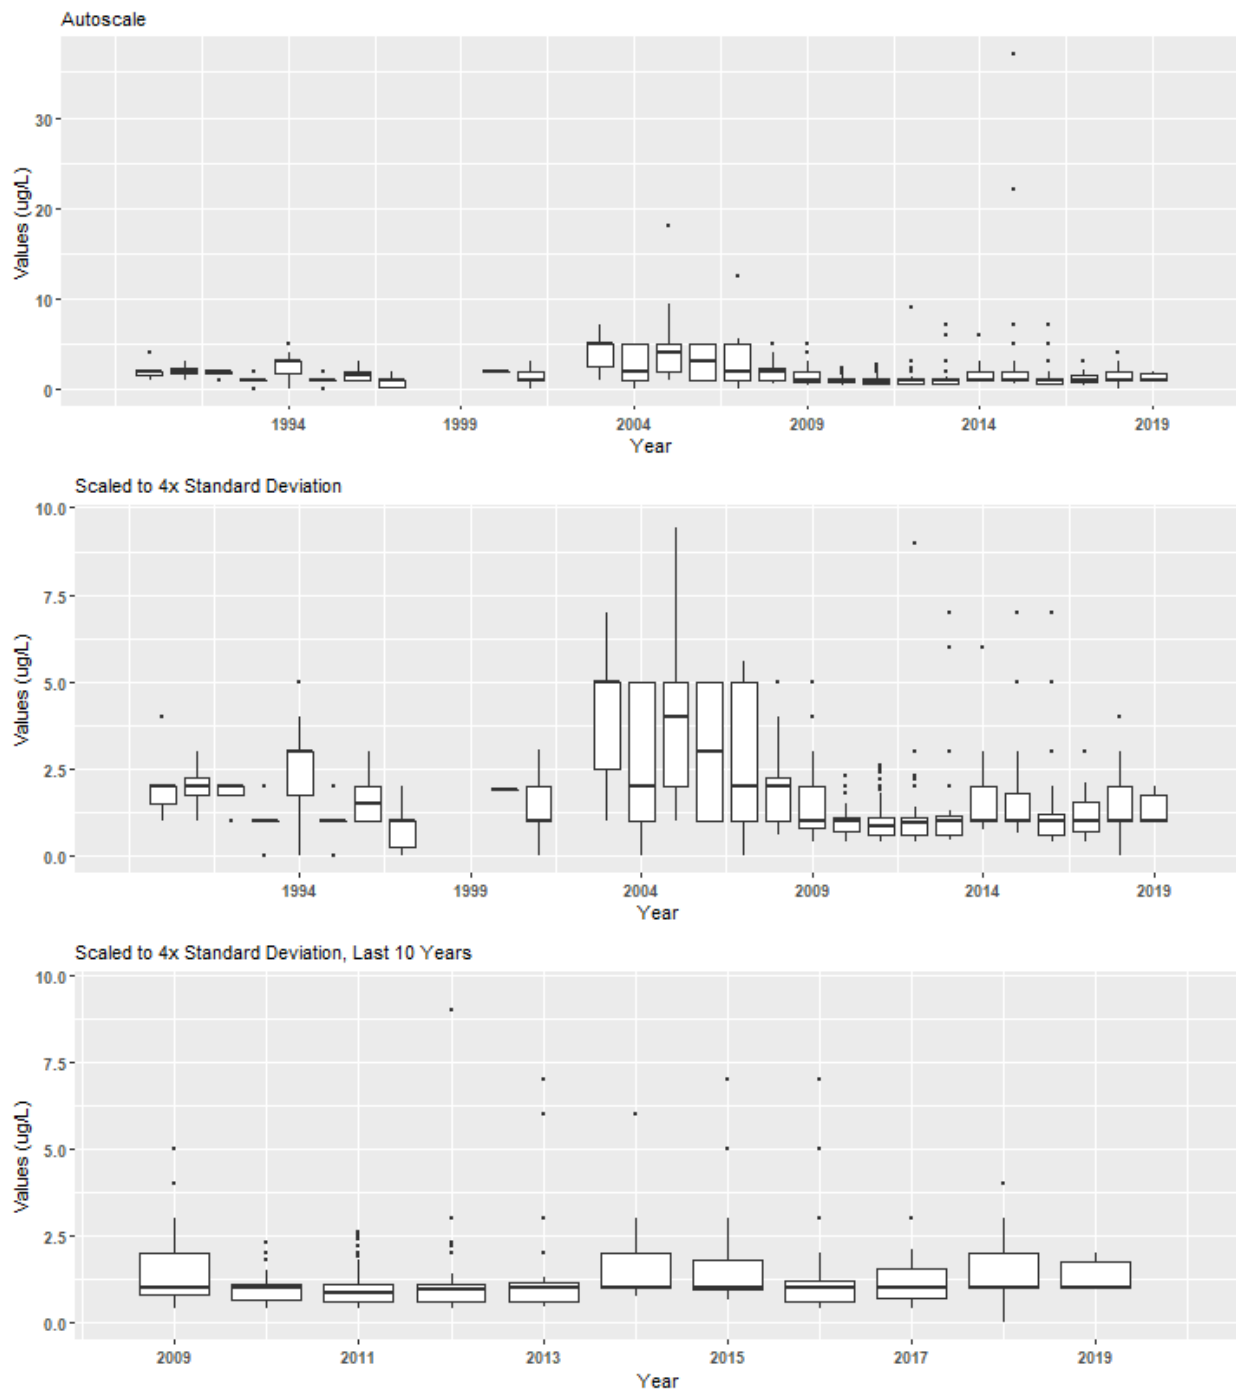 Autoscale
30
20
10
0
Values (ug/L)
1994 1999 2004 2009 2014 2019
Year
Scaled to 4x Standard Deviation
10.0
7.5
5.0
2.5
0.0
Values (ug/L)
1994 1999 2004 2009 2014 2019
Year
Scaled to 4x Standard Deviation, Last 10 Years
10.0
7.5
5.0
2.5
0.0
Values (ug/L)
2009 2011 2013 2015 2017 2019
Year